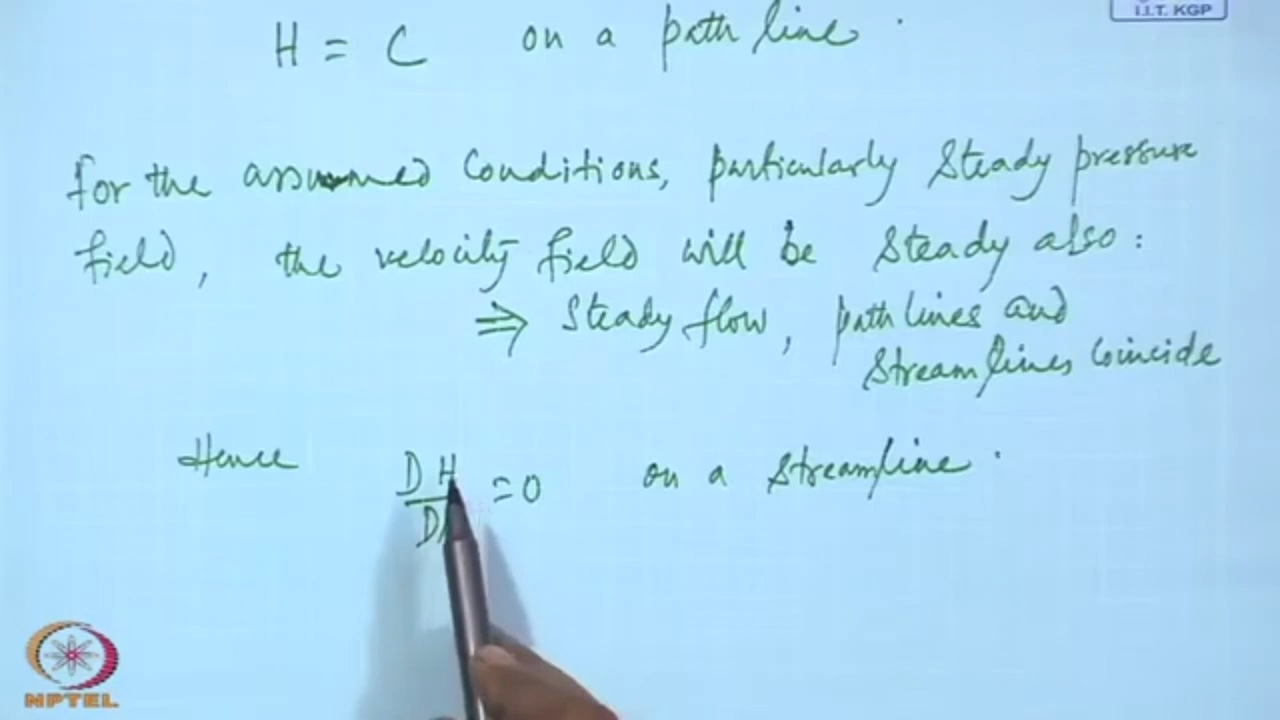 I.I.T. KGP
H = C on a path line.
for the assumed Conditions, particularly Steady pressure
field, the velocity field will be Steady also:
⇒ Steady flow, path lines and
Streamlines Coincide
Hence DH/D = 0 on a streamline.
NPTEL